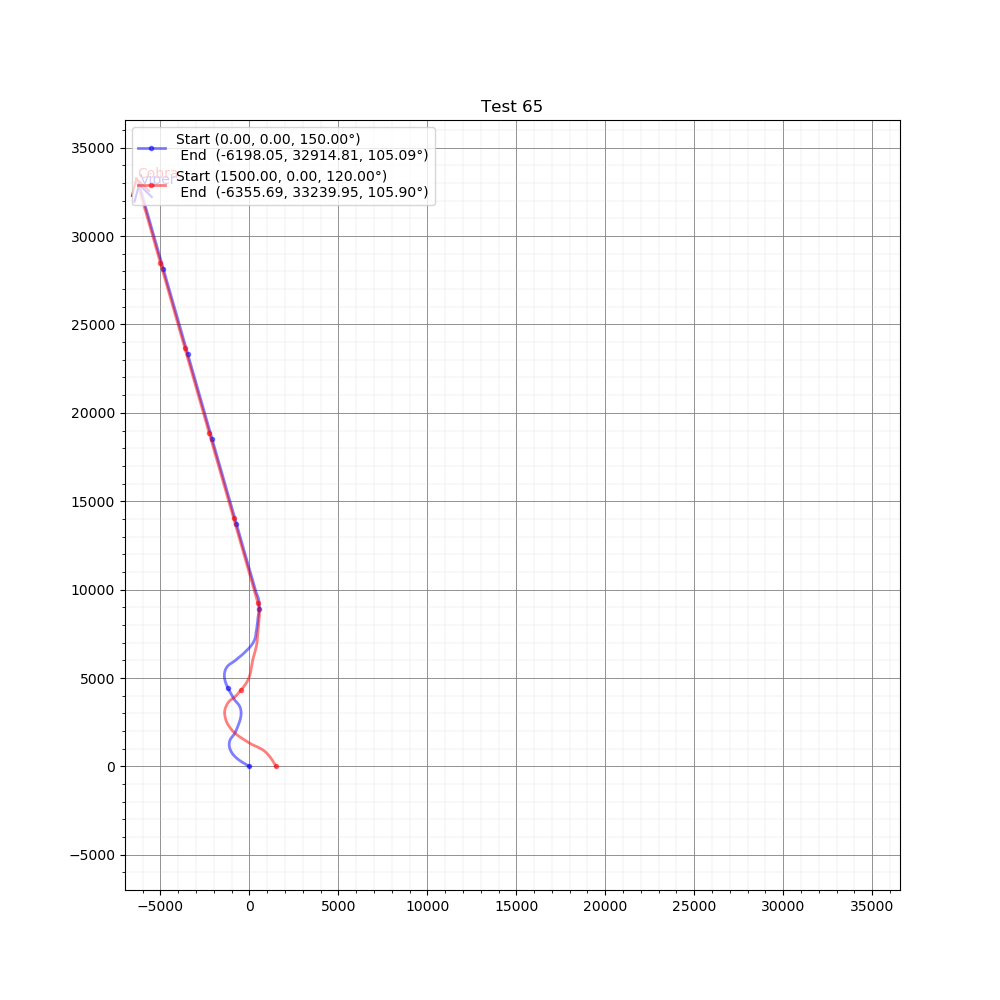 Test 65
Start (0.00, 0.00, 150.00°)
End (-6198.05, 32914.81, 105.09°)
Start (1500.00, 0.00, 120.00°)
End (-6355.69, 33239.95, 105.90°)
Cobra
Viper
35000
30000
25000
20000
15000
10000
5000
0
−5000
−5000 0 5000 10000 15000 20000 25000 30000 35000